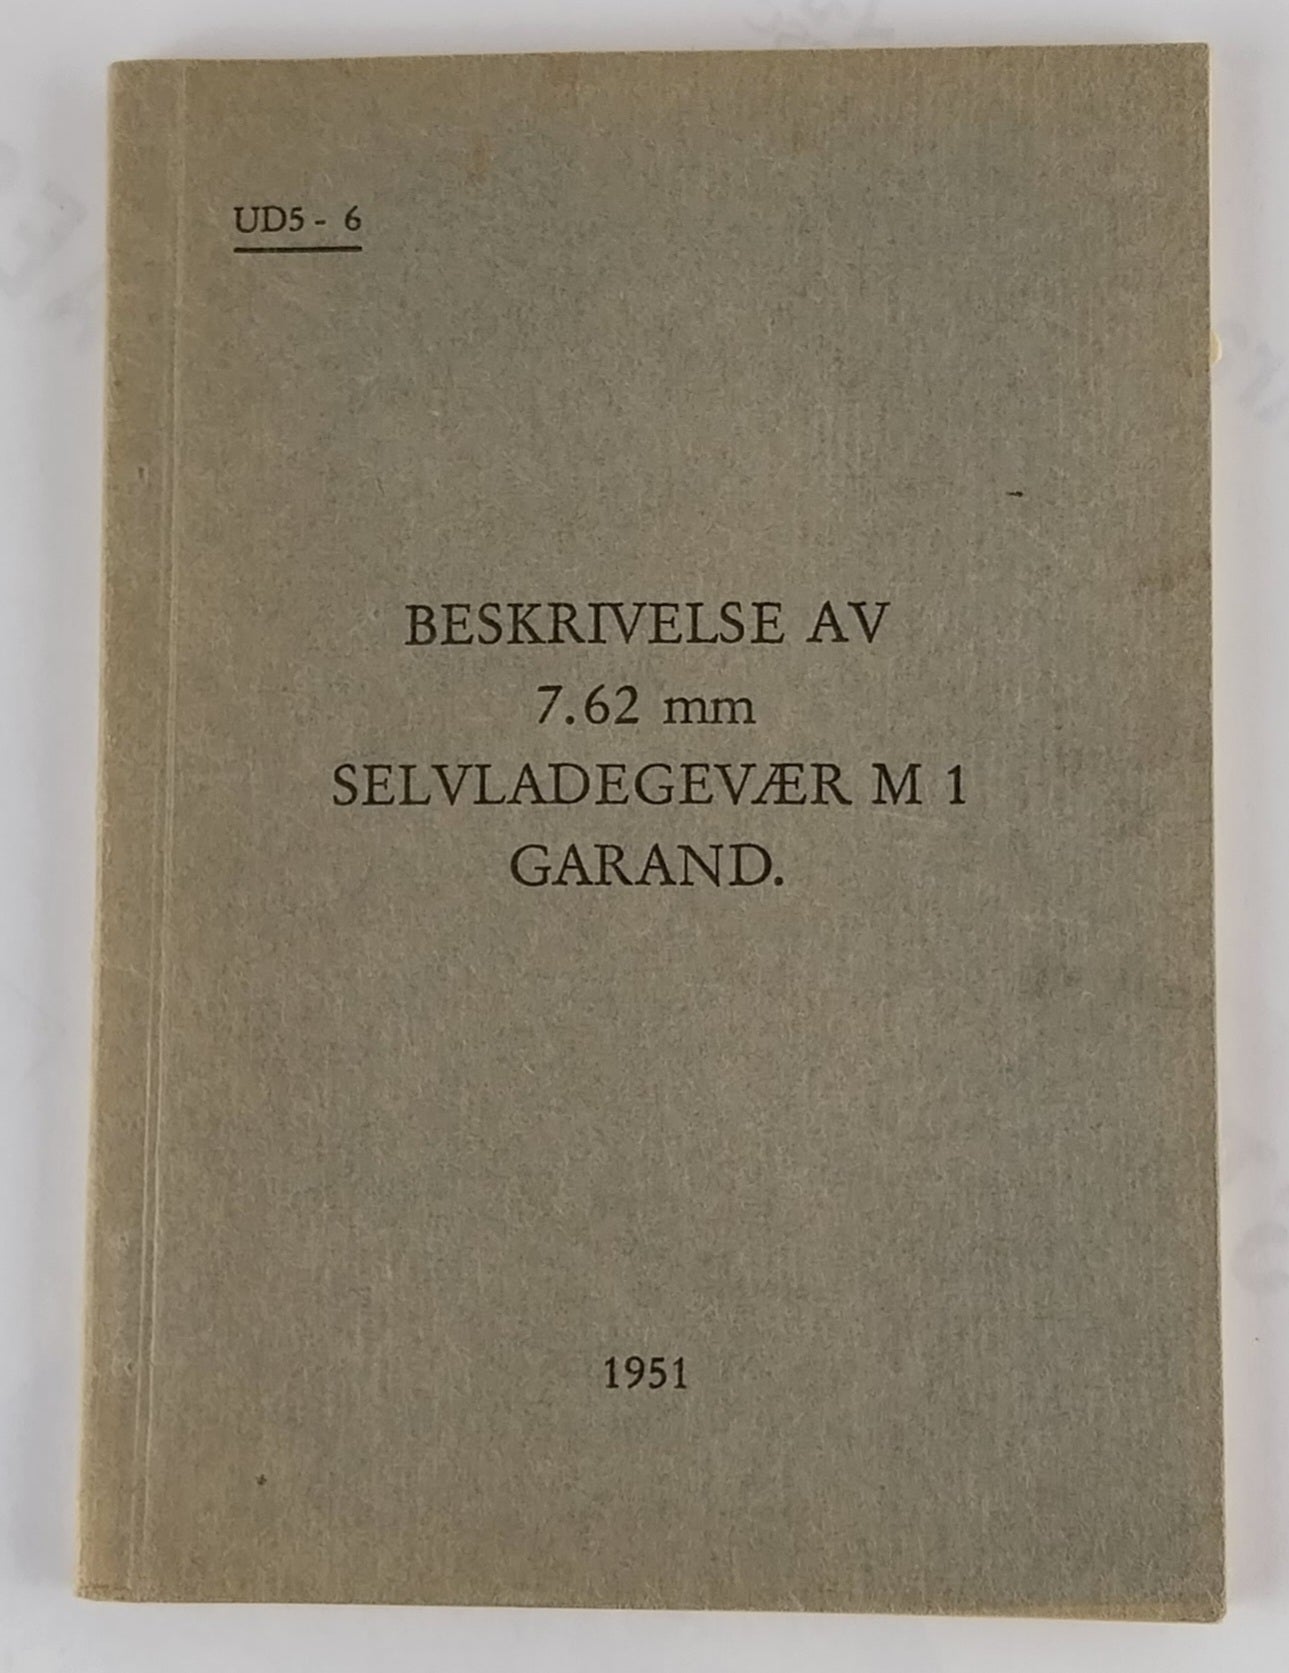 UD5 - 6
BESKRIVELSE AV
7.62 mm
SELVLADEGEVÆR M 1
GARAND.
1951